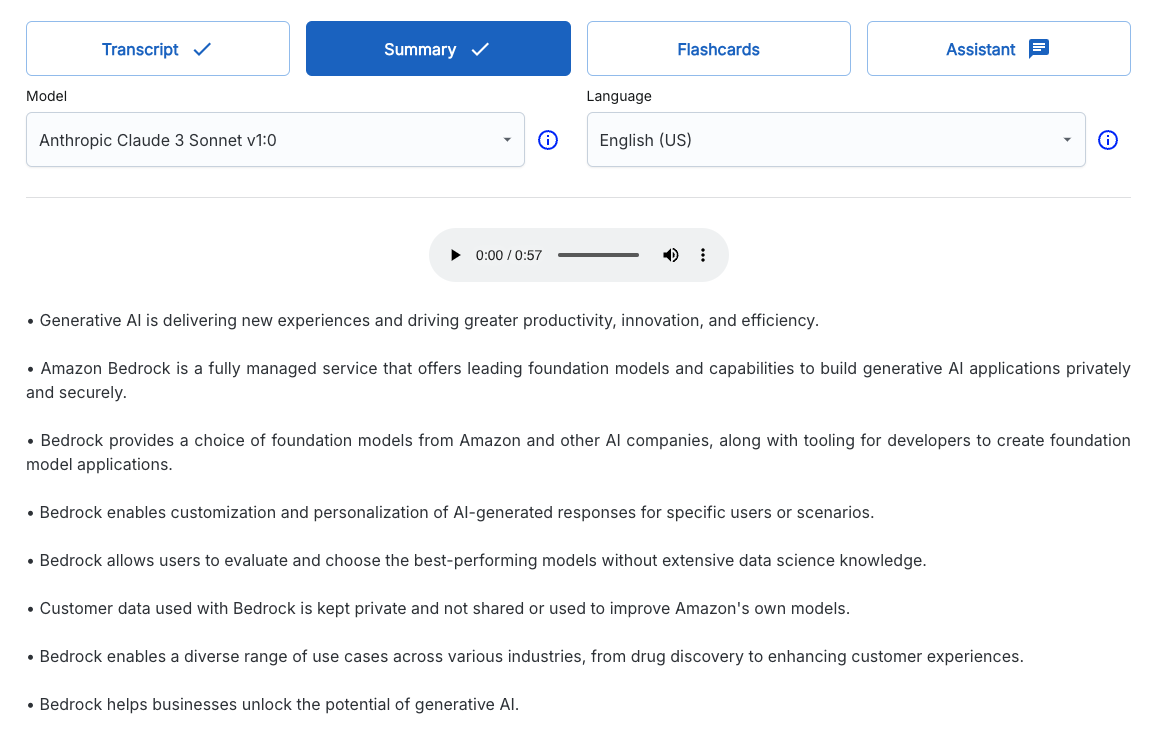 Transcript
Summary
Flashcards
Assistant
Model
Language
Anthropic Claude 3 Sonnet v1:0
English (US)
0:00 / 0:57
• Generative AI is delivering new experiences and driving greater productivity, innovation, and efficiency.
• Amazon Bedrock is a fully managed service that offers leading foundation models and capabilities to build generative AI applications privately
and securely.
• Bedrock provides a choice of foundation models from Amazon and other AI companies, along with tooling for developers to create foundation
model applications.
• Bedrock enables customization and personalization of AI-generated responses for specific users or scenarios.
• Bedrock allows users to evaluate and choose the best-performing models without extensive data science knowledge.
• Customer data used with Bedrock is kept private and not shared or used to improve Amazon's own models.
• Bedrock enables a diverse range of use cases across various industries, from drug discovery to enhancing customer experiences.
• Bedrock helps businesses unlock the potential of generative AI.